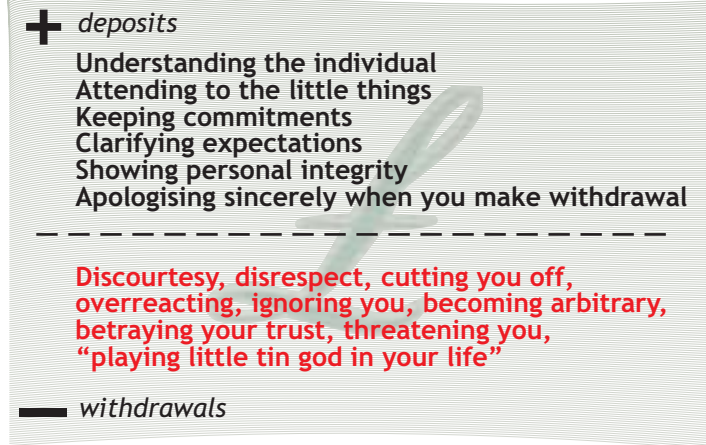 + deposits
Understanding the individual
Attending to the little things
Keeping commitments
Clarifying expectations
Showing personal integrity
Apologising sincerely when you make withdrawal
Discourtesy, disrespect, cutting you off,
overreacting, ignoring you, becoming arbitrary,
betraying your trust, threatening you,
“playing little tin god in your life”
– withdrawals
£